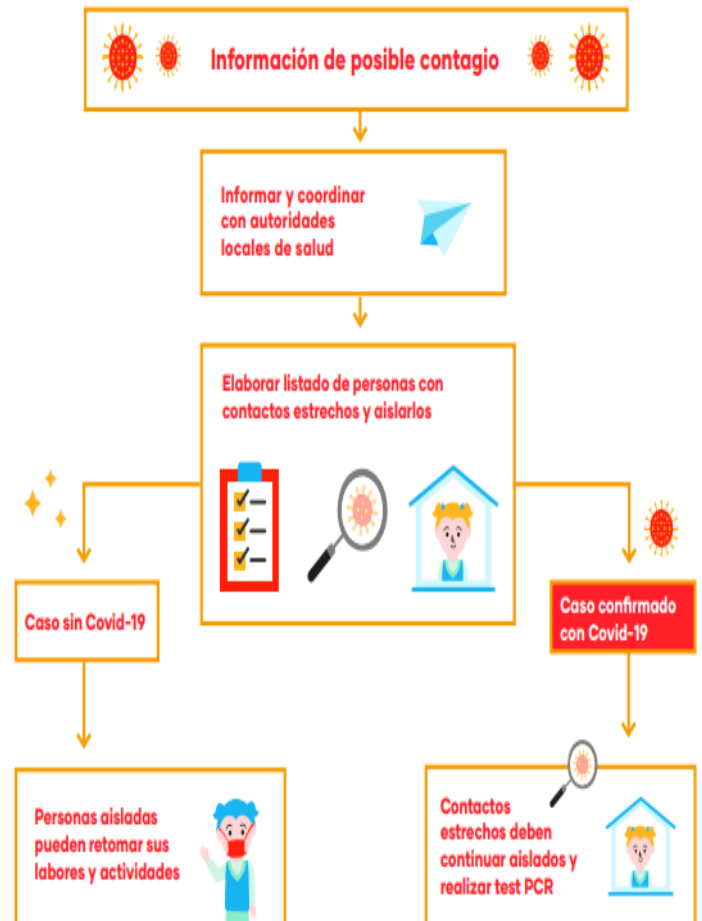 Información de posible contagio
Informar y coordinar
con autoridades
locales de salud
Elaborar listado de personas con
contactos estrechos y aislarlos
Caso sin Covid-19
Caso confirmado
con Covid-19
Personas aisladas
pueden retomar sus
labores y actividades
Contactos
estrechos deben
continuar aislados y
realizar test PCR